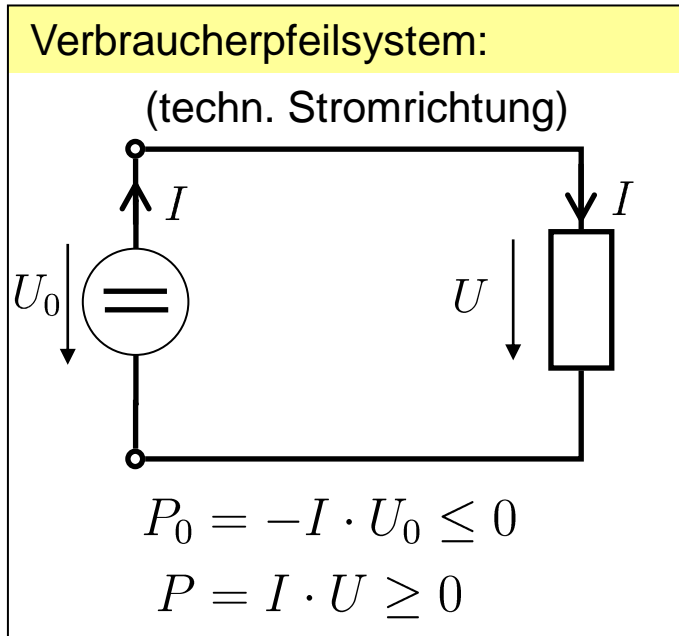 Verbraucherpfeilsystem:
(techn. Stromrichtung)
I
I
U₀
U
P₀ = −I · U₀ ≤ 0
P = I · U ≥ 0